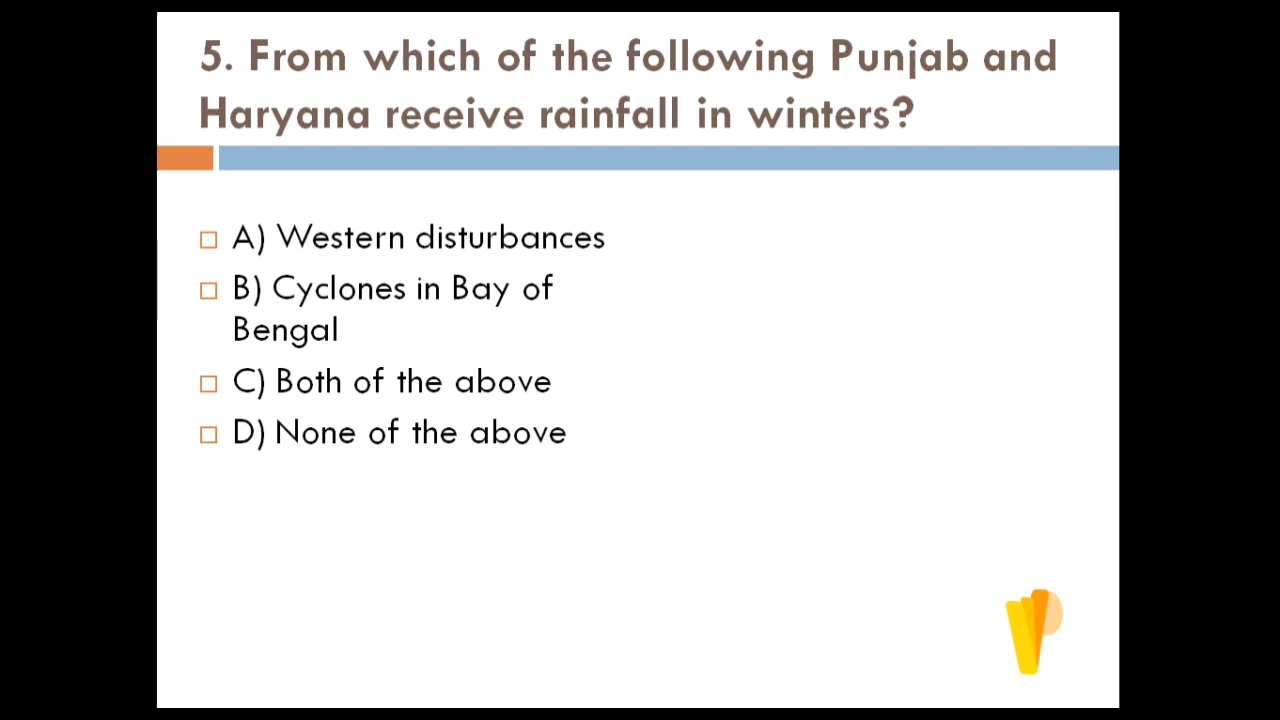 5. From which of the following Punjab and
Haryana receive rainfall in winters?
A) Western disturbances
B) Cyclones in Bay of
Bengal
C) Both of the above
D) None of the above